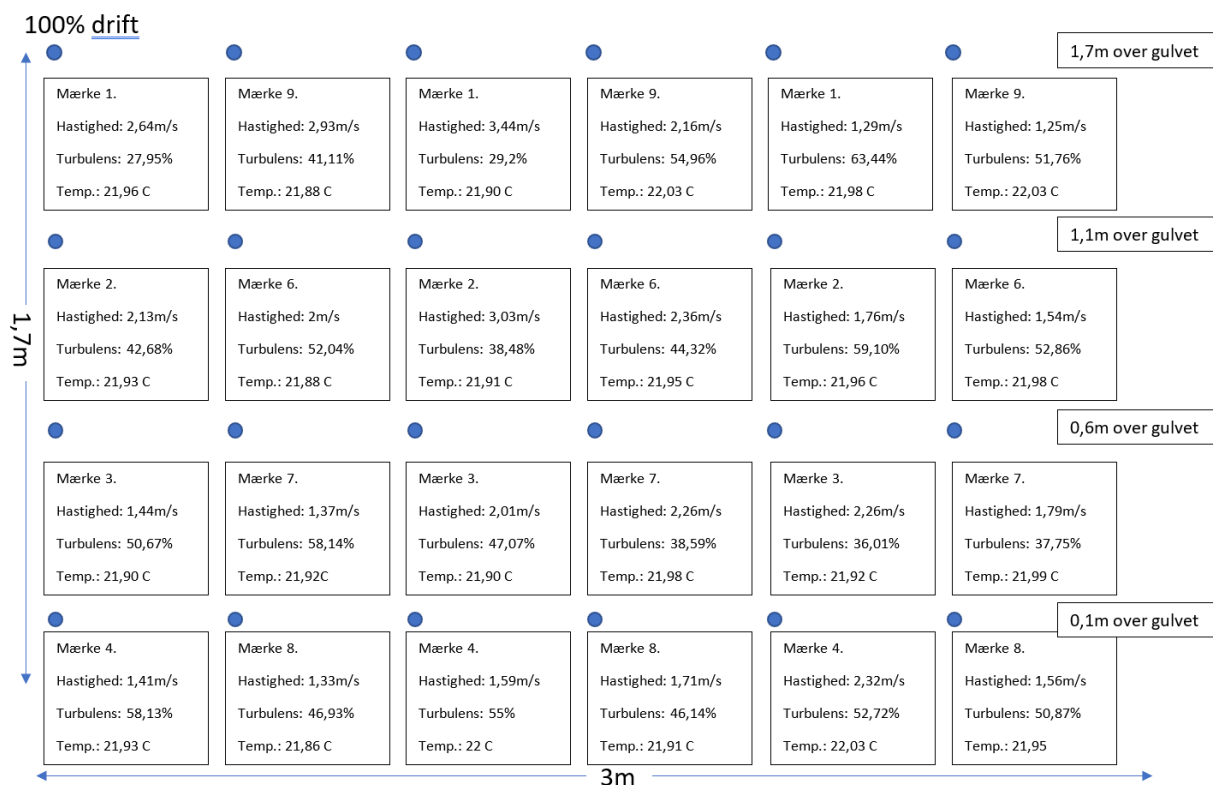 100% drift
1,7m over gulvet
Mærke 1.
Hastighed: 2,64m/s
Turbulens: 27,95%
Temp.: 21,96 C
Mærke 9.
Hastighed: 2,93m/s
Turbulens: 41,11%
Temp.: 21,88 C
Mærke 1.
Hastighed: 3,44m/s
Turbulens: 29,2%
Temp.: 21,90 C
Mærke 9.
Hastighed: 2,16m/s
Turbulens: 54,96%
Temp.: 22,03 C
Mærke 1.
Hastighed: 1,29m/s
Turbulens: 63,44%
Temp.: 21,98 C
Mærke 9.
Hastighed: 1,25m/s
Turbulens: 51,76%
Temp.: 22,03 C
1,1m over gulvet
Mærke 2.
Hastighed: 2,13m/s
Turbulens: 42,68%
Temp.: 21,93 C
Mærke 6.
Hastighed: 2m/s
Turbulens: 52,04%
Temp.: 21,88 C
Mærke 2.
Hastighed: 3,03m/s
Turbulens: 38,48%
Temp.: 21,91 C
Mærke 6.
Hastighed: 2,36m/s
Turbulens: 44,32%
Temp.: 21,95 C
Mærke 2.
Hastighed: 1,76m/s
Turbulens: 59,10%
Temp.: 21,96 C
Mærke 6.
Hastighed: 1,54m/s
Turbulens: 52,86%
Temp.: 21,98 C
1,7m
0,6m over gulvet
Mærke 3.
Hastighed: 1,44m/s
Turbulens: 50,67%
Temp.: 21,90 C
Mærke 7.
Hastighed: 1,37m/s
Turbulens: 58,14%
Temp.: 21,92C
Mærke 3.
Hastighed: 2,01m/s
Turbulens: 47,07%
Temp.: 21,90 C
Mærke 7.
Hastighed: 2,26m/s
Turbulens: 38,59%
Temp.: 21,98 C
Mærke 3.
Hastighed: 2,26m/s
Turbulens: 36,01%
Temp.: 21,92 C
Mærke 7.
Hastighed: 1,79m/s
Turbulens: 37,75%
Temp.: 21,99 C
0,1m over gulvet
Mærke 4.
Hastighed: 1,41m/s
Turbulens: 58,13%
Temp.: 21,93 C
Mærke 8.
Hastighed: 1,33m/s
Turbulens: 46,93%
Temp.: 21,86 C
Mærke 4.
Hastighed: 1,59m/s
Turbulens: 55%
Temp.: 22 C
Mærke 8.
Hastighed: 1,71m/s
Turbulens: 46,14%
Temp.: 21,91 C
Mærke 4.
Hastighed: 2,32m/s
Turbulens: 52,72%
Temp.: 22,03 C
Mærke 8.
Hastighed: 1,56m/s
Turbulens: 50,87%
Temp.: 21,95
3m